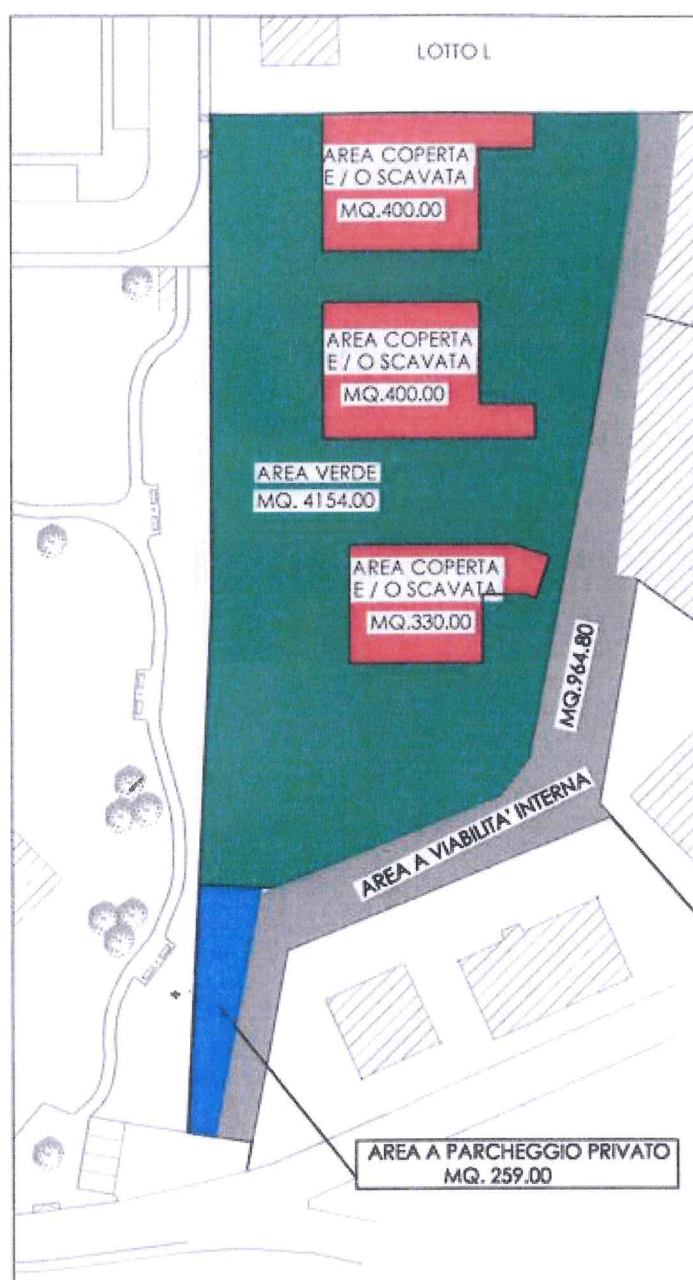 LOTTO L
AREA COPERTA
E / O SCAVATA
MQ.400.00
AREA COPERTA
E / O SCAVATA
MQ.400.00
AREA VERDE
MQ. 4154.00
AREA COPERTA
E / O SCAVATA
MQ.330.00
MQ.964.80
AREA A VIABILITA' INTERNA
AREA A PARCHEGGIO PRIVATO
MQ. 259.00